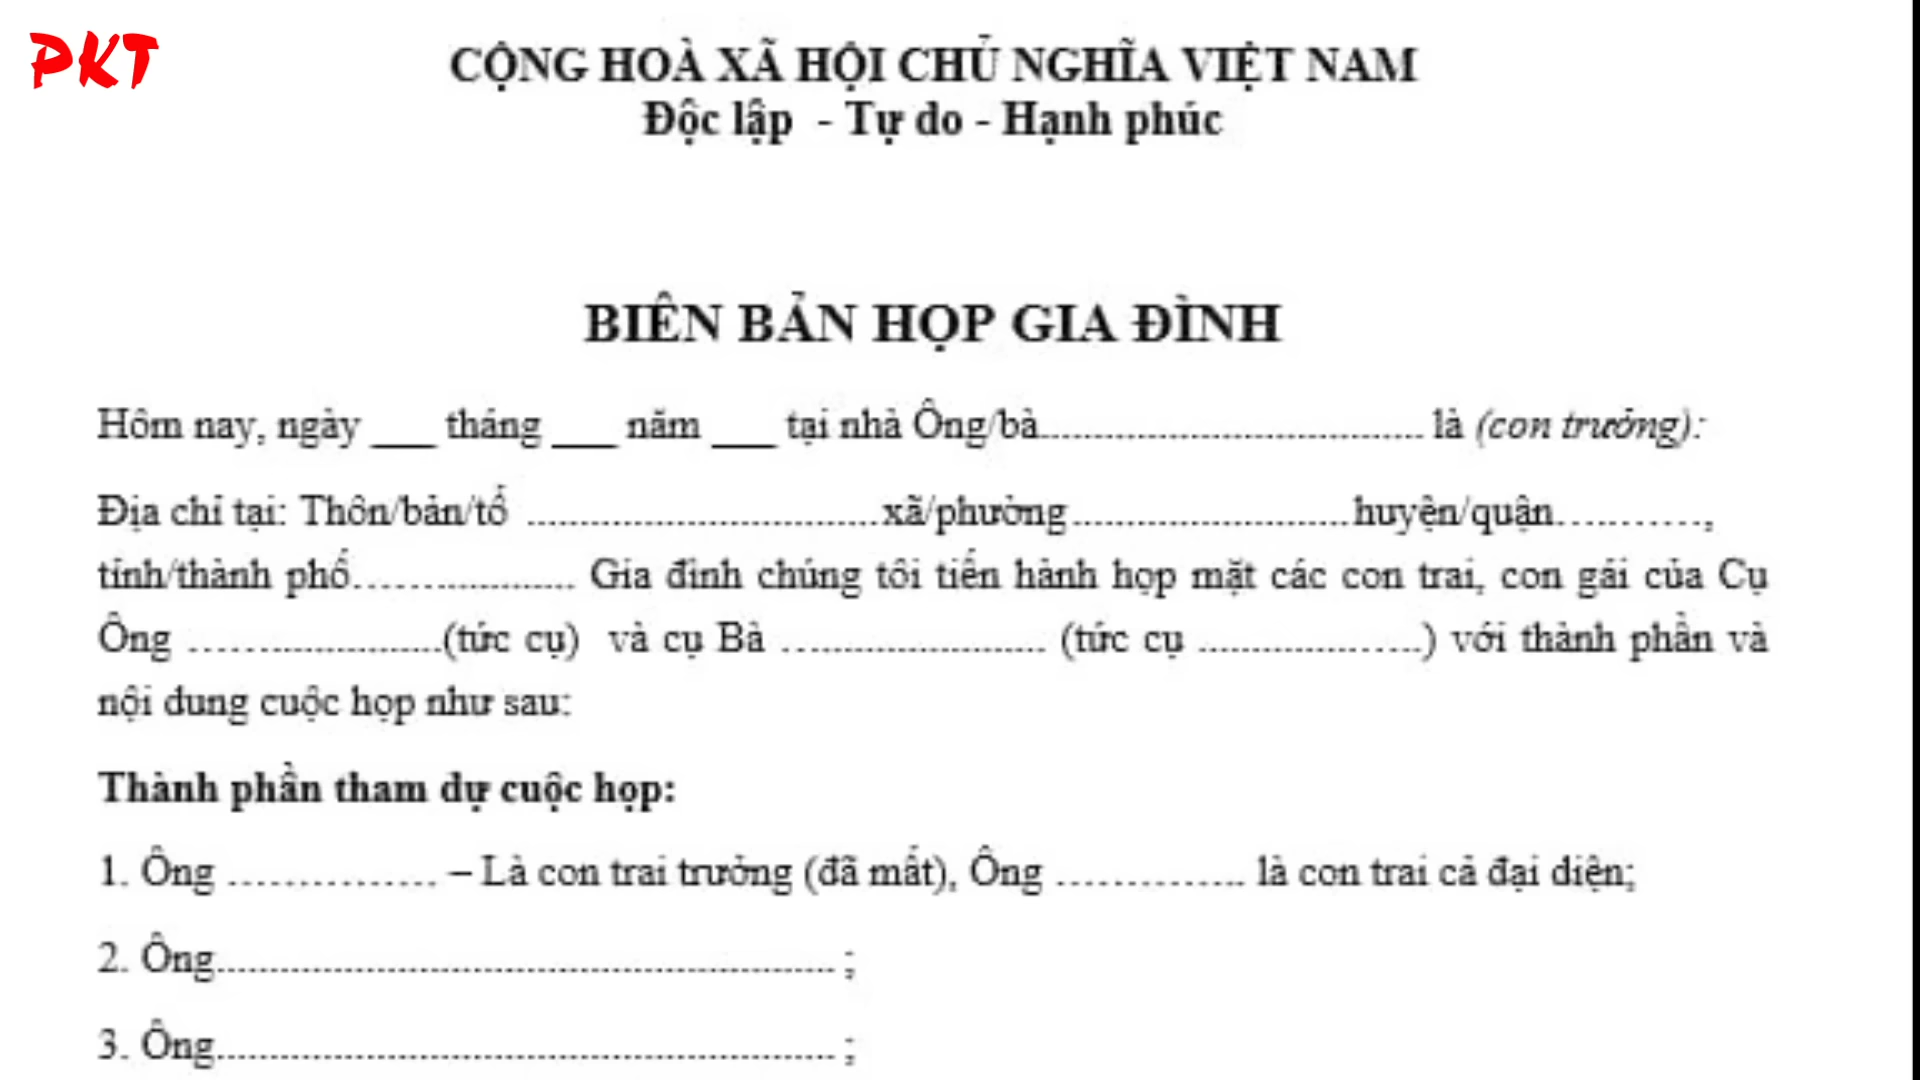 PKT
CỘNG HOÀ XÃ HỘI CHỦ NGHĨA VIỆT NAM
Độc lập - Tự do - Hạnh phúc
BIÊN BẢN HỌP GIA ĐÌNH
Hôm nay, ngày ___ tháng ___ năm ___ tại nhà Ông/bà.................................... là (con trưởng):
Địa chỉ tại: Thôn/bản/tổ .................................xã/phường..........................huyện/quận…..……..,
tỉnh/thành phố……................ Gia đình chúng tôi tiến hành họp mặt các con trai, con gái của Cụ
Ông ……..................(tức cụ) và cụ Bà …........................ (tức cụ .....................) với thành phần và
nội dung cuộc họp như sau:
Thành phần tham dự cuộc họp:
1. Ông …………… – Là con trai trưởng (đã mất), Ông ………….. là con trai cả đại diện;
2. Ông.......................................................... ;
3. Ông.......................................................... ;